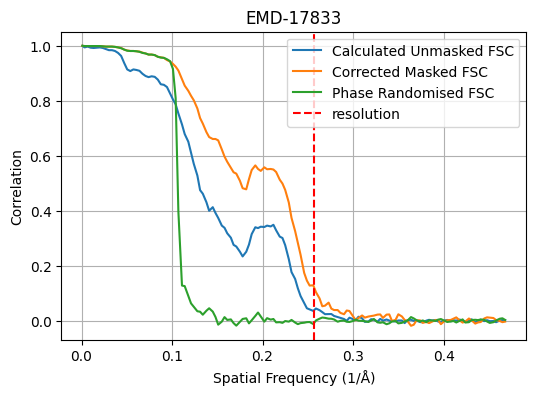 EMD-17833
Calculated Unmasked FSC
Corrected Masked FSC
Phase Randomised FSC
resolution
1.0
0.8
0.6
0.4
0.2
0.0
Correlation
0.0 0.1 0.2 0.3 0.4
Spatial Frequency (1/Å)